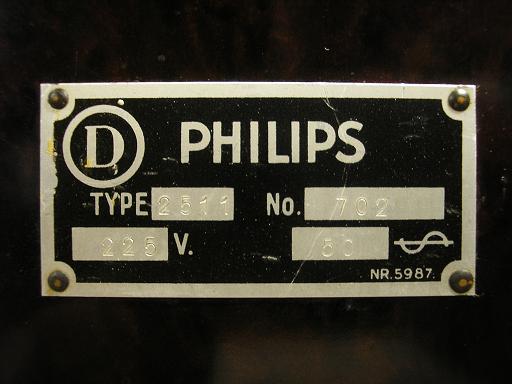 D PHILIPS
TYPE 2511 No. 702
225 V. 50
NR.5987.